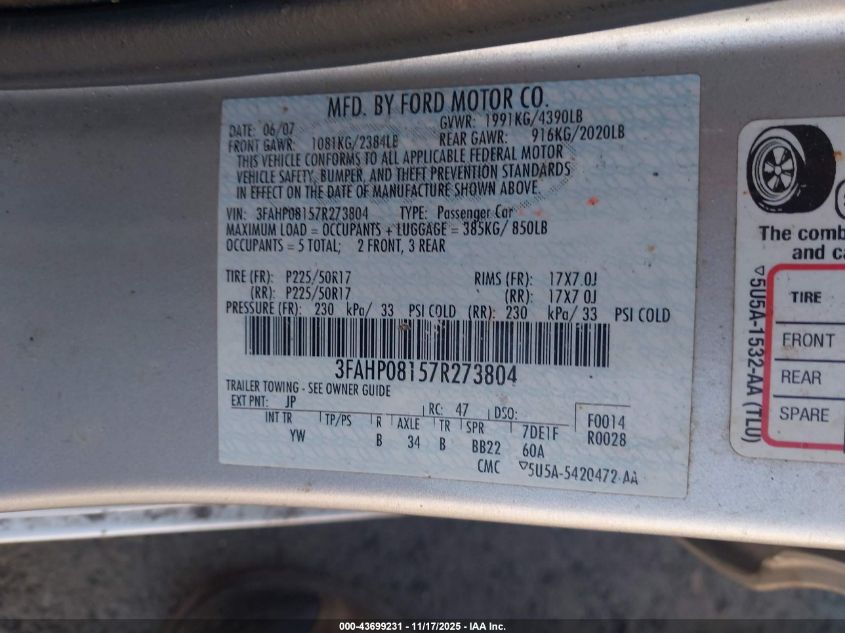 MFD. BY FORD MOTOR CO.
DATE: 06/07 GVWR: 1991KG/4390LB
FRONT GAWR: 1081KG/2384LB REAR GAWR: 916KG/2020LB
THIS VEHICLE CONFORMS TO ALL APPLICABLE FEDERAL MOTOR
VEHICLE SAFETY, BUMPER, AND THEFT PREVENTION STANDARDS
IN EFFECT ON THE DATE OF MANUFACTURE SHOWN ABOVE.
VIN: 3FAHP08157R273804 TYPE: Passenger Car
MAXIMUM LOAD = OCCUPANTS + LUGGAGE = 385KG/ 850LB
OCCUPANTS = 5 TOTAL; 2 FRONT, 3 REAR
TIRE (FR): P225/50R17 RIMS (FR): 17X7.0J
(RR): P225/50R17 (RR): 17X7.0J
PRESSURE (FR): 230 kPa/ 33 PSI COLD (RR): 230 kPa/ 33 PSI COLD
3FAHP08157R273804
TRAILER TOWING - SEE OWNER GUIDE
EXT PNT: JP RC: 47 DSO: F0014
INT TR TP/PS R AXLE TR SPR 7DE1F R0028
YW B 34 B BB22 60A
CMC ▽5U5A-5420472-AA
The comb
and ca
▽5U5A-1532-AA (TLU)
TIRE
FRONT
REAR
SPARE
000-43699231 - 11/17/2025 - IAA Inc.